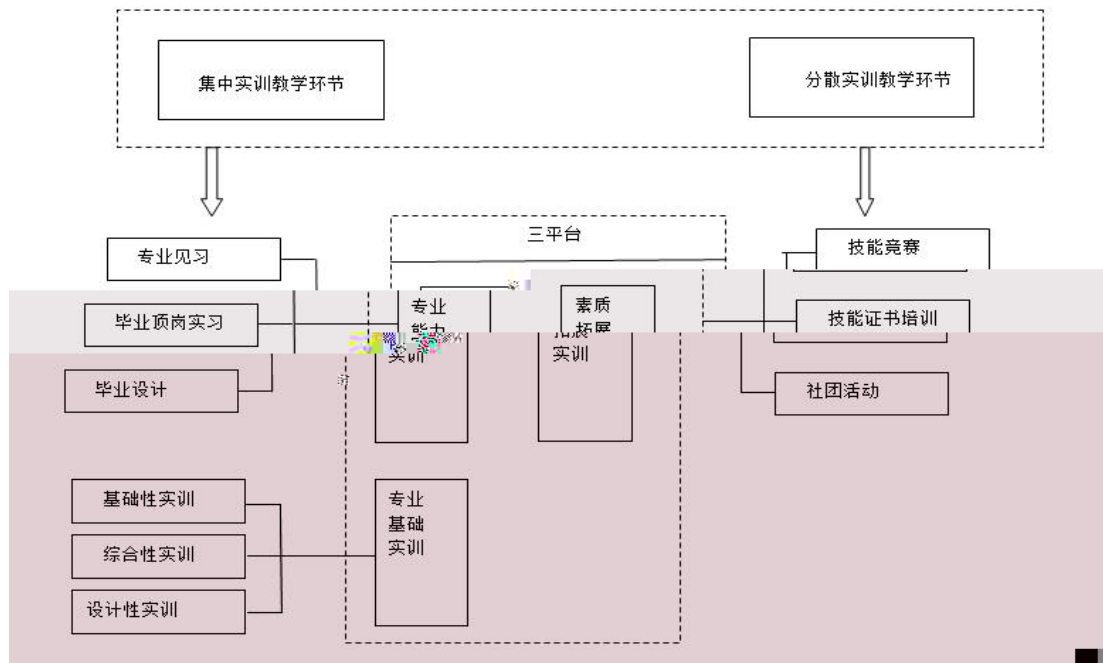 集中实训教学环节
分散实训教学环节
三平台
专业见习
技能竞赛
毕业顶岗实习
专业
能力
实训
素质
拓展
实训
技能证书培训
毕业设计
社团活动
基础性实训
综合性实训
设计性实训
专业
基础
实训